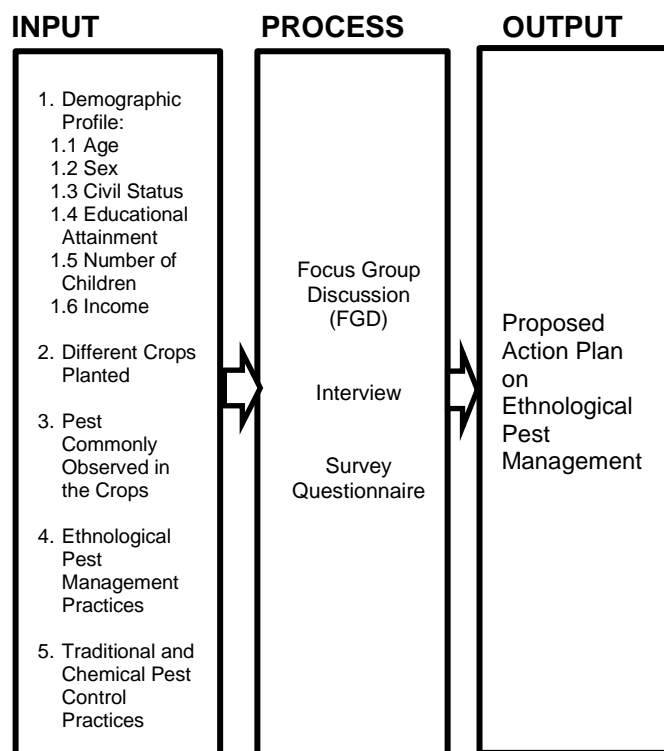 INPUT
PROCESS
OUTPUT
1. Demographic
Profile:
1.1 Age
1.2 Sex
1.3 Civil Status
1.4 Educational
Attainment
1.5 Number of
Children
1.6 Income
2. Different Crops
Planted
3. Pest
Commonly
Observed in
the Crops
4. Ethnological
Pest
Management
Practices
5. Traditional and
Chemical Pest
Control
Practices
Focus Group
Discussion
(FGD)
Interview
Survey
Questionnaire
Proposed
Action Plan
on
Ethnological
Pest
Management